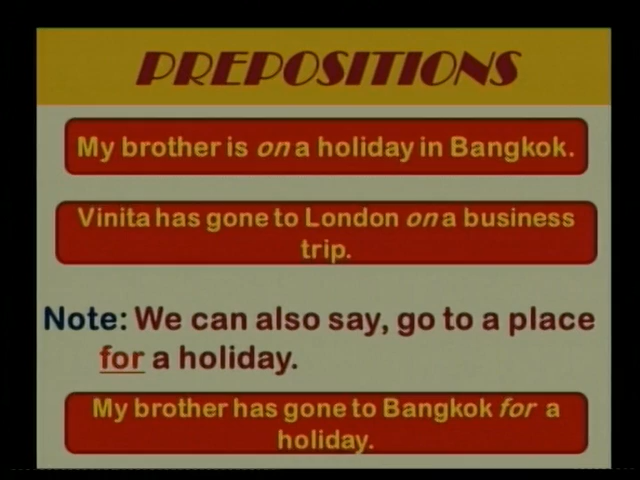 PREPOSITIONS
My brother is on a holiday in Bangkok.
Vinita has gone to London on a business
trip.
Note: We can also say, go to a place
for a holiday.
My brother has gone to Bangkok for a
holiday.